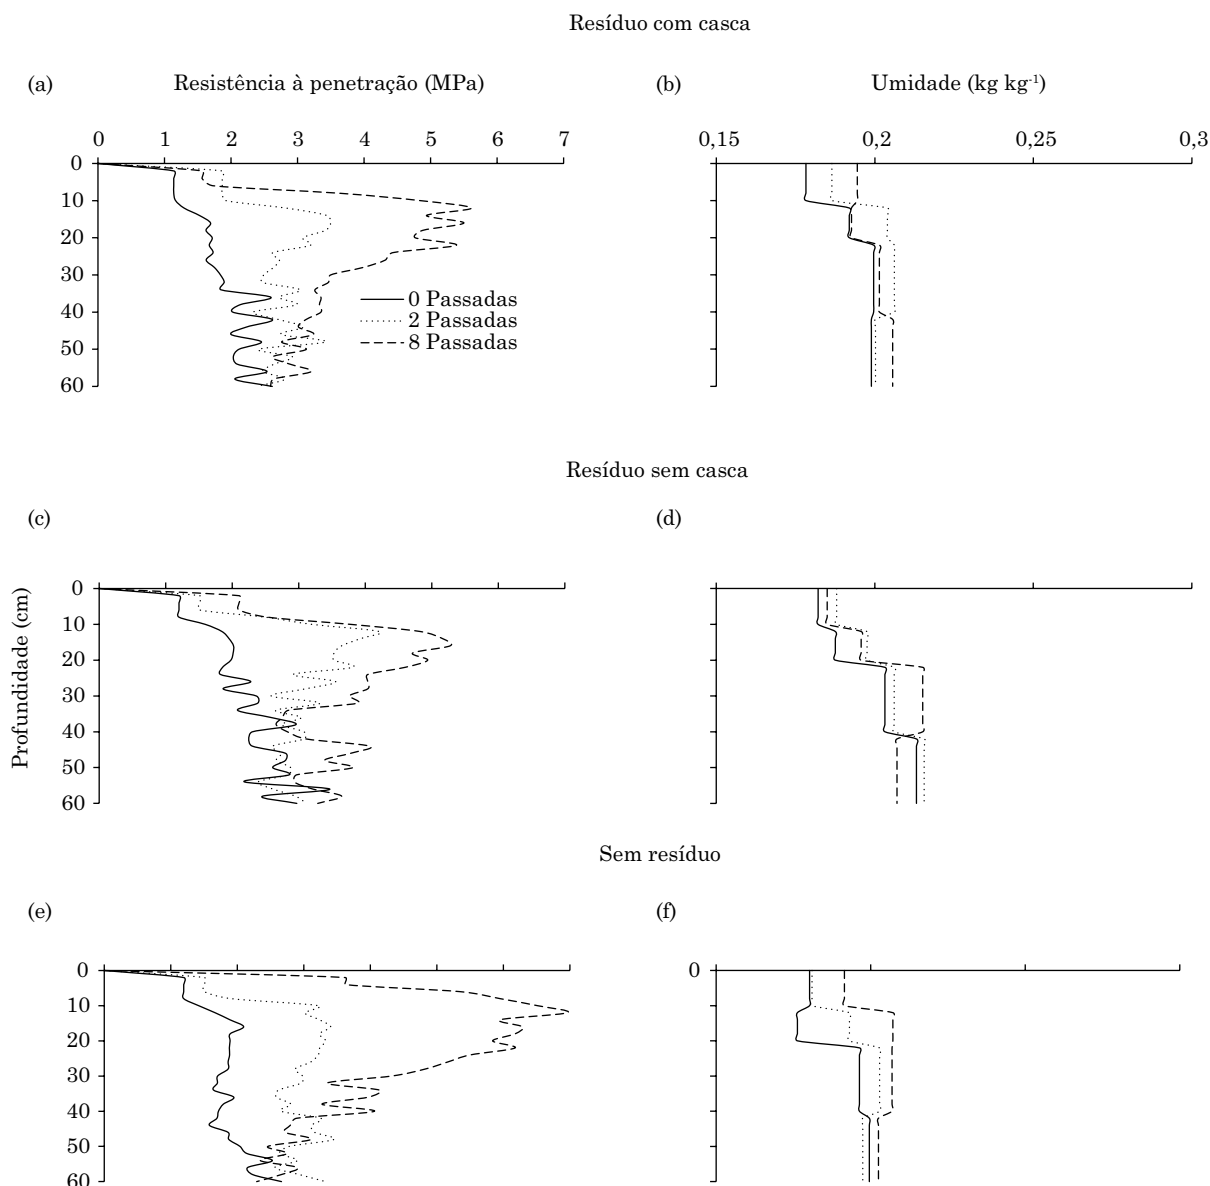 Resíduo com casca
(a) Resistência à penetração (MPa) (b) Umidade (kg kg-1)
0 1 2 3 4 5 6 7 0,15 0,2 0,25 0,3
0
10
20
30
0 Passadas
40
2 Passadas
8 Passadas
50
60
Resíduo sem casca
(c) (d)
Profundidade (cm)
0
10
20
30
40
50
60
Sem resíduo
(e) (f)
0 0
10
20
30
40
50
60